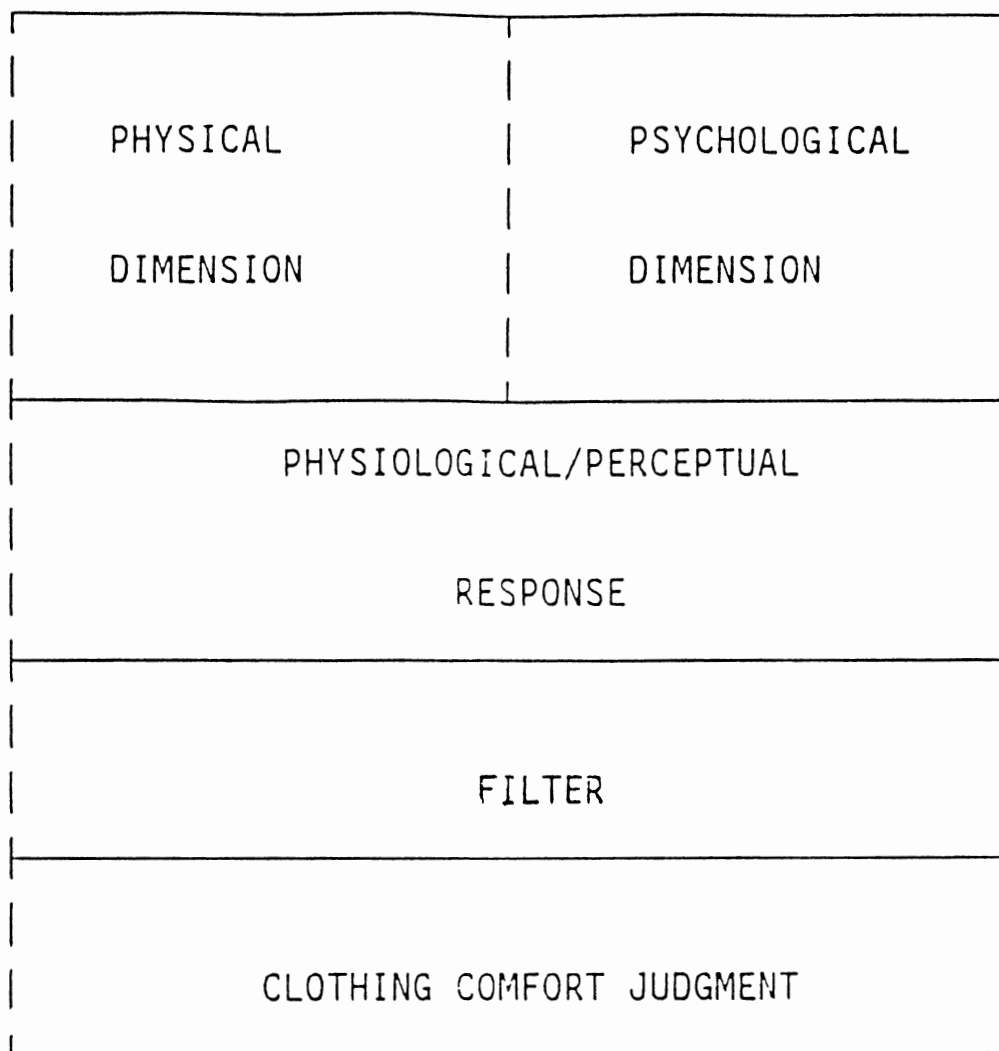 PHYSICAL PSYCHOLOGICAL
DIMENSION DIMENSION
PHYSIOLOGICAL/PERCEPTUAL
RESPONSE
FILTER
CLOTHING COMFORT JUDGMENT